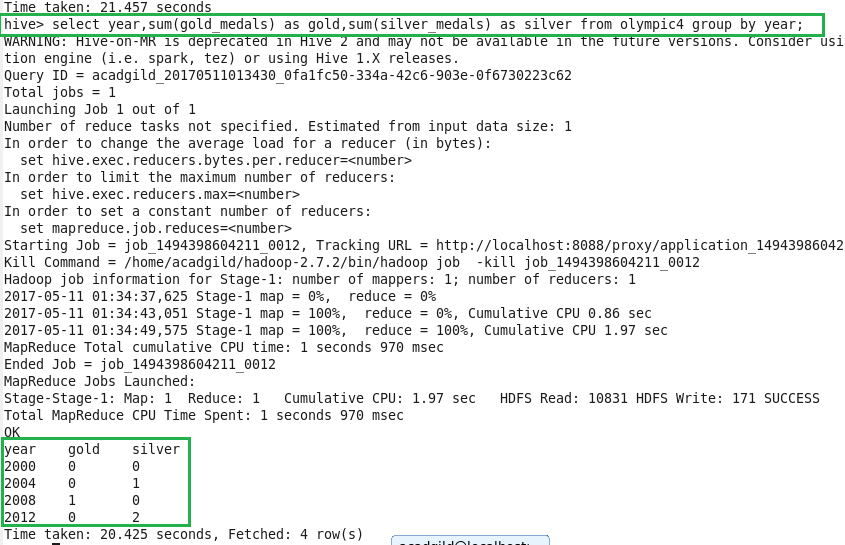 Time taken: 21.457 seconds
hive> select year,sum(gold_medals) as gold,sum(silver_medals) as silver from olympic4 group by year;
WARNING: Hive-on-MR is deprecated in Hive 2 and may not be available in the future versions. Consider usi
tion engine (i.e. spark, tez) or using Hive 1.X releases.
Query ID = acadgild_20170511013430_0fa1fc50-334a-42c6-903e-0f6730223c62
Total jobs = 1
Launching Job 1 out of 1
Number of reduce tasks not specified. Estimated from input data size: 1
In order to change the average load for a reducer (in bytes):
  set hive.exec.reducers.bytes.per.reducer=<number>
In order to limit the maximum number of reducers:
  set hive.exec.reducers.max=<number>
In order to set a constant number of reducers:
  set mapreduce.job.reduces=<number>
Starting Job = job_1494398604211_0012, Tracking URL = http://localhost:8088/proxy/application_14943986042
Kill Command = /home/acadgild/hadoop-2.7.2/bin/hadoop job  -kill job_1494398604211_0012
Hadoop job information for Stage-1: number of mappers: 1; number of reducers: 1
2017-05-11 01:34:37,625 Stage-1 map = 0%,  reduce = 0%
2017-05-11 01:34:43,051 Stage-1 map = 100%,  reduce = 0%, Cumulative CPU 0.86 sec
2017-05-11 01:34:49,575 Stage-1 map = 100%,  reduce = 100%, Cumulative CPU 1.97 sec
MapReduce Total cumulative CPU time: 1 seconds 970 msec
Ended Job = job_1494398604211_0012
MapReduce Jobs Launched:
Stage-Stage-1: Map: 1  Reduce: 1   Cumulative CPU: 1.97 sec   HDFS Read: 10831 HDFS Write: 171 SUCCESS
Total MapReduce CPU Time Spent: 1 seconds 970 msec
OK
year    gold    silver
2000    0       0
2004    0       1
2008    1       0
2012    0       2
Time taken: 20.425 seconds, Fetched: 4 row(s)